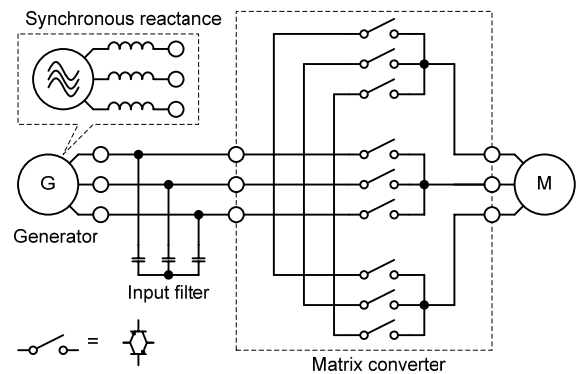 Synchronous reactance
G
M
Generator
Input filter
=
Matrix converter